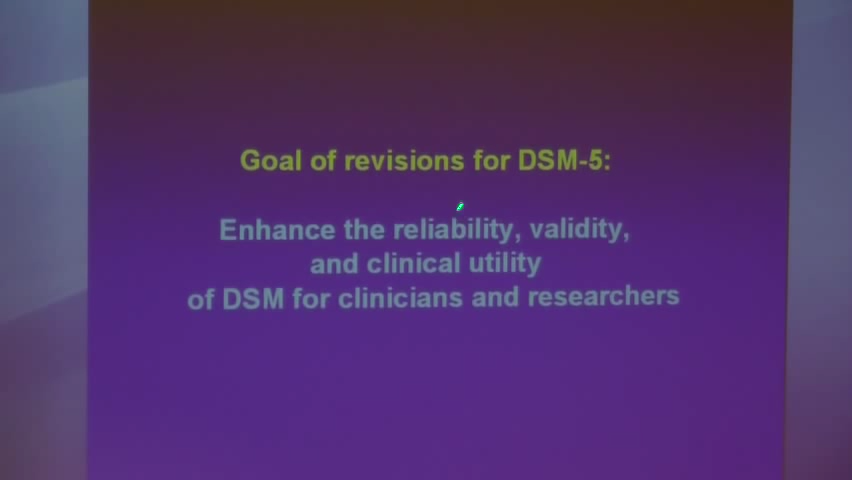 Goal of revisions for DSM-5:
Enhance the reliability, validity,
and clinical utility
of DSM for clinicians and researchers